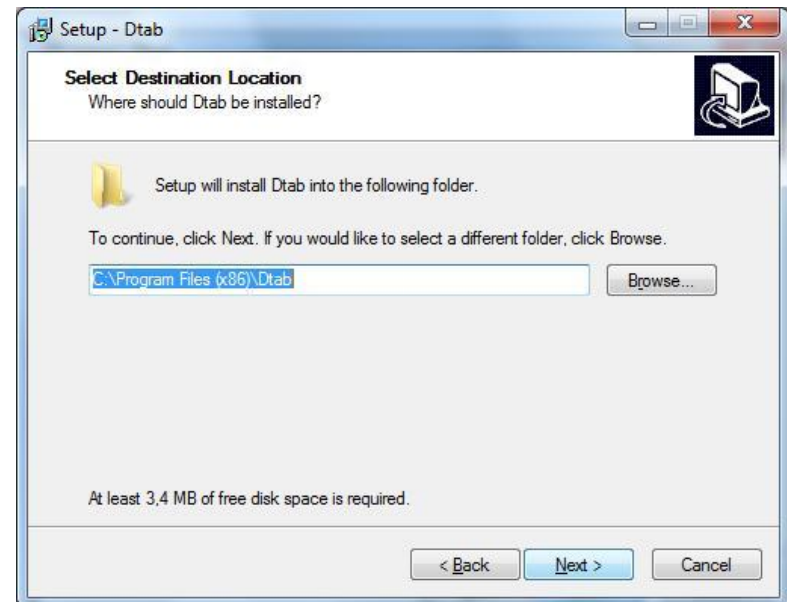 Setup - Dtab
Select Destination Location
Where should Dtab be installed?
Setup will install Dtab into the following folder.
To continue, click Next. If you would like to select a different folder, click Browse.
C:\Program Files (x86)\Dtab
Browse...
At least 3,4 MB of free disk space is required.
< Back
Next >
Cancel